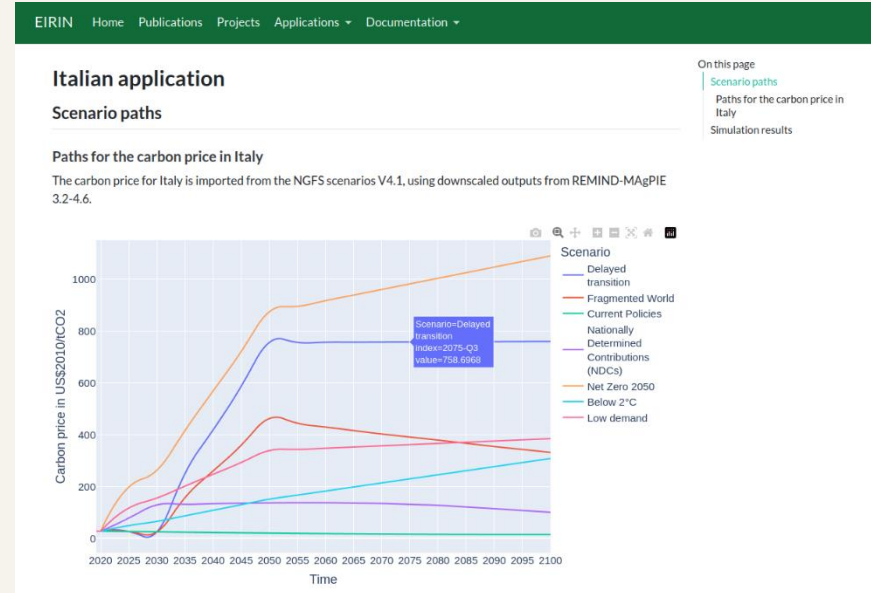 EIRIN Home Publications Projects Applications Documentation
Italian application
Scenario paths
Paths for the carbon price in Italy
The carbon price for Italy is imported from the NGFS scenarios V4.1, using downscaled outputs from REMIND-MAgPIE
3.2-4.6.
On this page
Scenario paths
Paths for the carbon price in
Italy
Simulation results
Carbon price in US$2010/tCO2
1000
800
600
400
200
0
Scenario=Delayed
transition
index=2075-Q3
value=758.6968
2020 2025 2030 2035 2040 2045 2050 2055 2060 2065 2070 2075 2080 2085 2090 2095 2100
Time
Scenario
Delayed
transition
Fragmented World
Current Policies
Nationally
Determined
Contributions
(NDCs)
Net Zero 2050
Below 2°C
Low demand